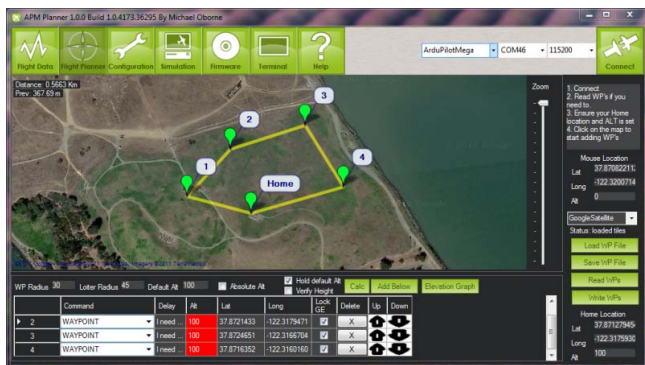 APM Planner 1.0.0 Build 1.0.4173.36295 By Michael Oborne
Flight Data
Flight Planner
Configuration
Simulation
Firmware
Terminal
Help
ArduPilotMega
COM46
115200
Connect
Distance: 0.5663 Km
Prev: 367.69 m
1
2
3
4
Home
Zoom
1. Connect
2. Read WP's if you
need to.
3. Ensure your Home
location and ALT is set
4. Click on the map to
start adding WP's
Mouse Location
Lat 37.87082211
Long -122.3200714
Alt 0
GoogleSatellite
Status: loaded tiles
Load WP File
Save WP File
Read WPs
Write WPs
Home Location
Lat 37.871279454
Long -122.3175930
Alt 100
WP Radius 30 Loiter Radius 45 Default Alt 100 Absolute Alt Hold default Alt
Verify Height
Calc Add Below Elevation Graph
Command Delay Alt Lat Long Lock GE Delete Up Down
2 WAYPOINT I need ... 100 37.8721433 -122.3179471 X
3 WAYPOINT I need ... 100 37.8724651 -122.3166704 X
4 WAYPOINT I need ... 100 37.8716352 -122.3160160 X